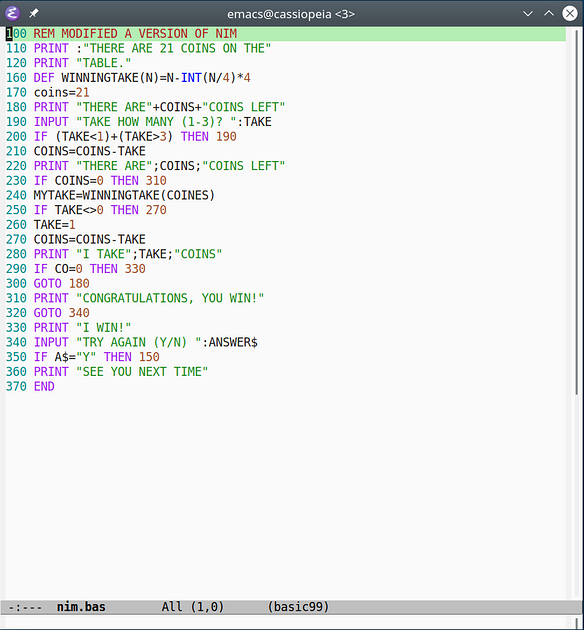 emacs@cassiopeia <3>
100 REM MODIFIED A VERSION OF NIM
110 PRINT :"THERE ARE 21 COINS ON THE"
120 PRINT "TABLE."
160 DEF WINNINGTAKE(N)=N-INT(N/4)*4
170 coins=21
180 PRINT "THERE ARE"+COINS+"COINS LEFT"
190 INPUT "TAKE HOW MANY (1-3)? ":TAKE
200 IF (TAKE<1)+(TAKE>3) THEN 190
210 COINS=COINS-TAKE
220 PRINT "THERE ARE";COINS;"COINS LEFT"
230 IF COINS=0 THEN 310
240 MYTAKE=WINNINGTAKE(COINES)
250 IF TAKE<>0 THEN 270
260 TAKE=1
270 COINS=COINS-TAKE
280 PRINT "I TAKE";TAKE;"COINS"
290 IF CO=0 THEN 330
300 GOTO 180
310 PRINT "CONGRATULATIONS, YOU WIN!"
320 GOTO 340
330 PRINT "I WIN!"
340 INPUT "TRY AGAIN (Y/N) ":ANSWER$
350 IF A$="Y" THEN 150
360 PRINT "SEE YOU NEXT TIME"
370 END
-:--- nim.bas All (1,0) (basic99)